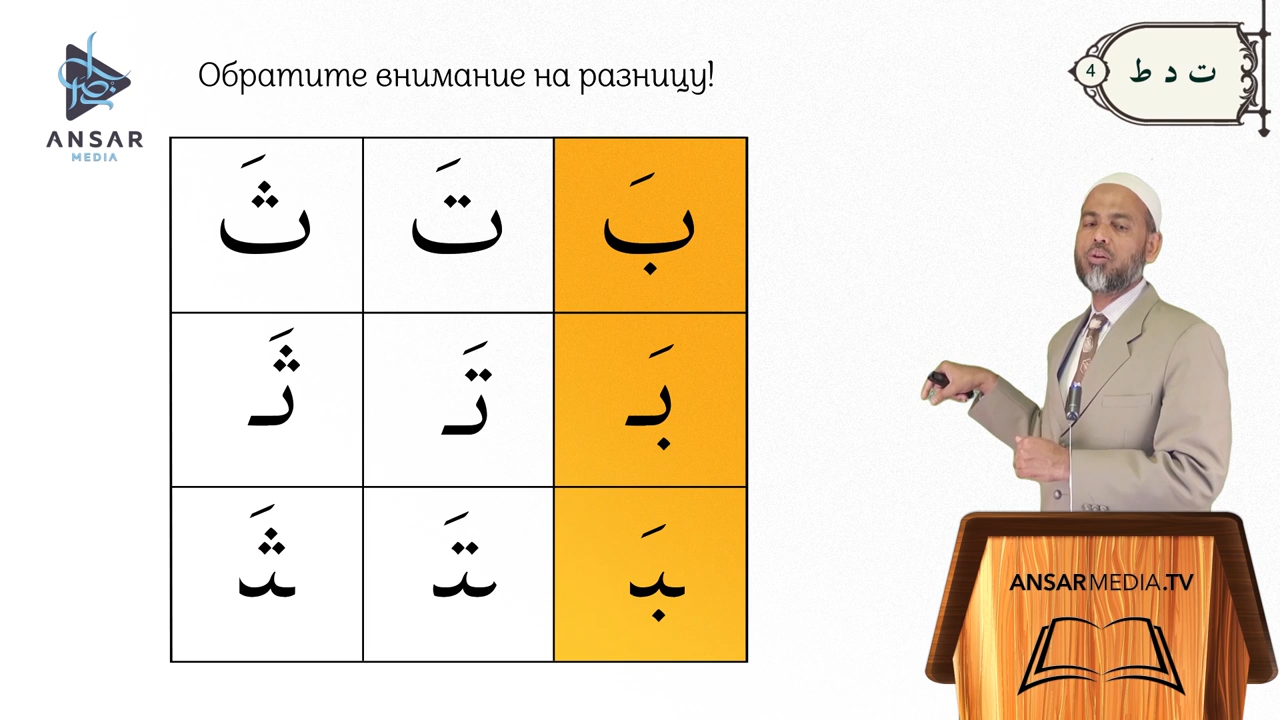 ANSAR
MEDIA
Обратите внимание на разницу!
4
ت د ط
بَ تَ ثَ
بَـ تَـ ثَـ
ـبَـ ـتَـ ـثَـ
ANSARMEDIA.TV